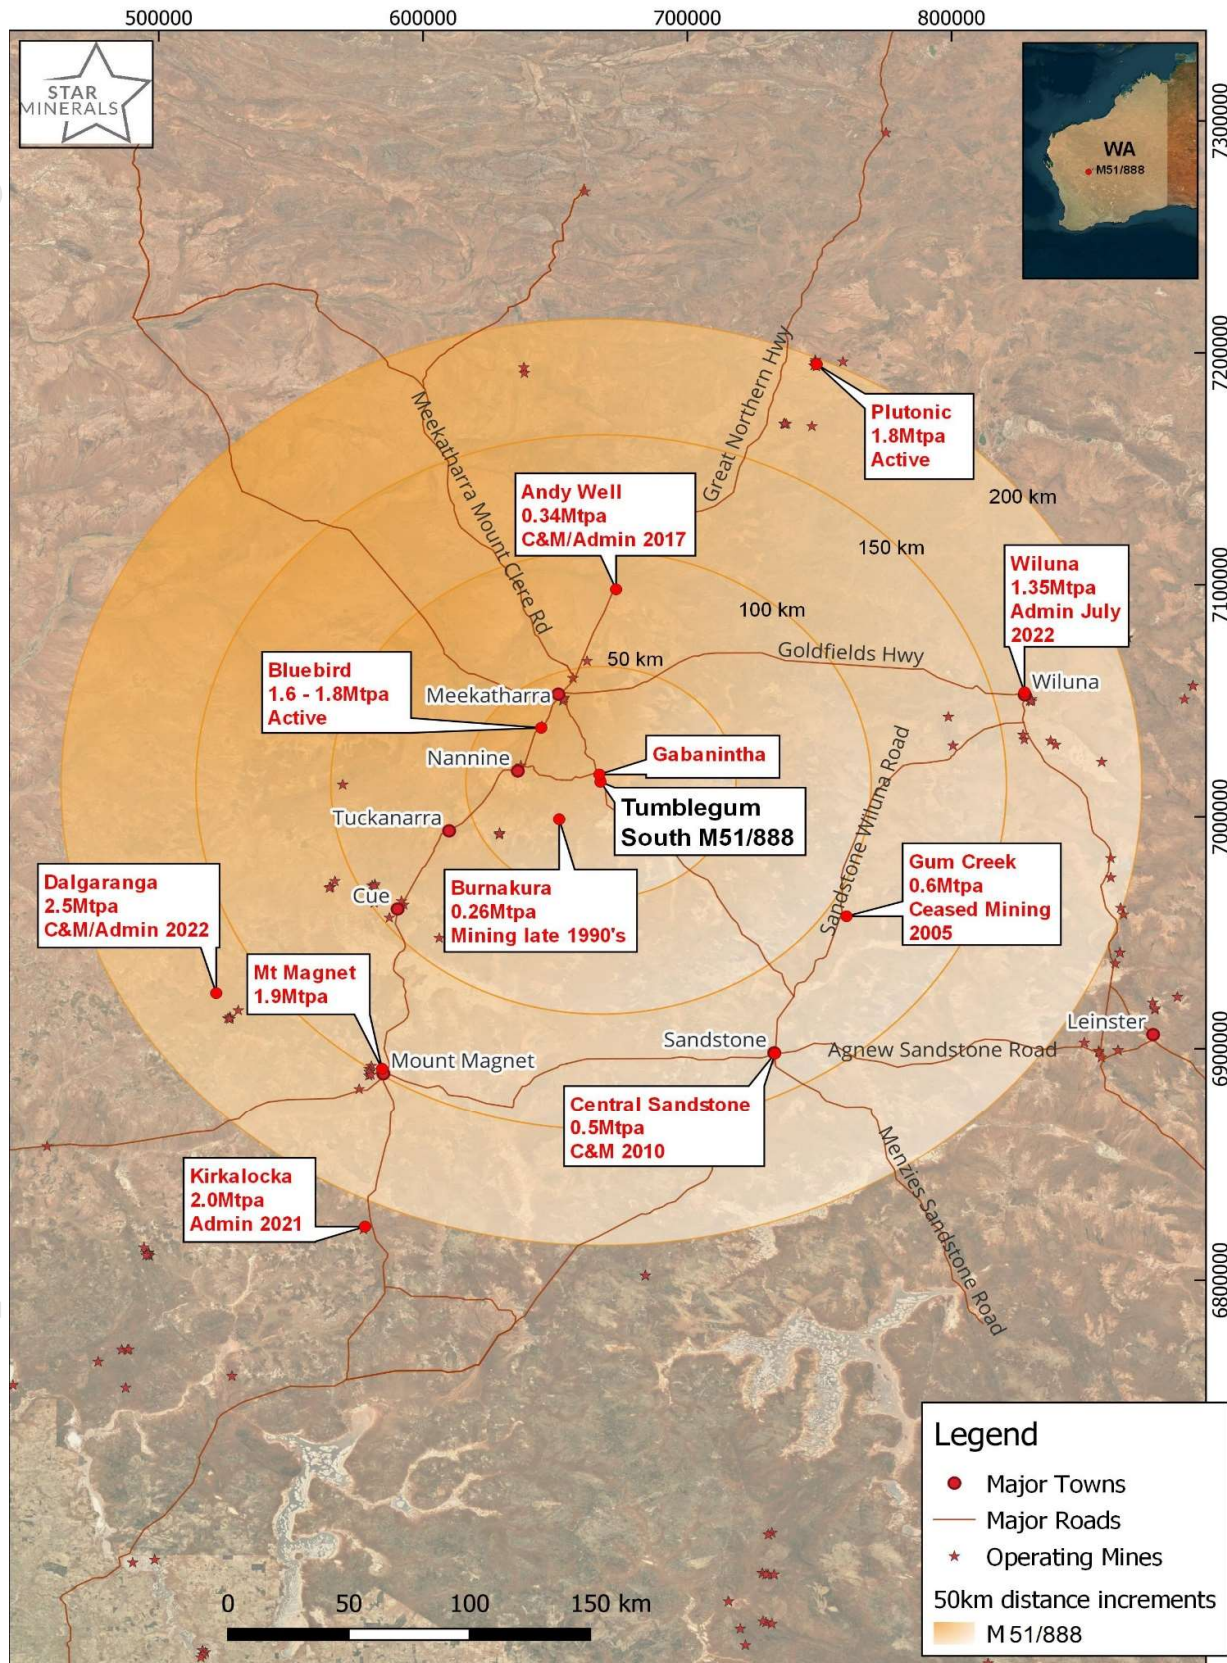 500000
600000
700000
800000
STAR
MINERALS
WA
M51/888
7300000
7200000
7100000
7000000
6900000
6800000
Great Northern Hwy
Meekatharra Mount Clere Rd
Plutonic
1.8Mtpa
Active
Andy Well
0.34Mtpa
C&M/Admin 2017
200 km
150 km
100 km
50 km
Wiluna
1.35Mtpa
Admin July
2022
Goldfields Hwy
Bluebird
1.6 - 1.8Mtpa
Active
Meekatharra
Wiluna
Nannine
Gabanintha
Tumblegum
South M51/888
Tuckanarra
Sandstone Wiluna Road
Dalgaranga
2.5Mtpa
C&M/Admin 2022
Cue
Burnakura
0.26Mtpa
Mining late 1990's
Gum Creek
0.6Mtpa
Ceased Mining
2005
Mt Magnet
1.9Mtpa
Leinster
Mount Magnet
Sandstone
Agnew Sandstone Road
Central Sandstone
0.5Mtpa
C&M 2010
Menzies Sandstone Road
Kirkalocka
2.0Mtpa
Admin 2021
Legend
Major Towns
Major Roads
Operating Mines
50km distance increments
M51/888
0 50 100 150 km